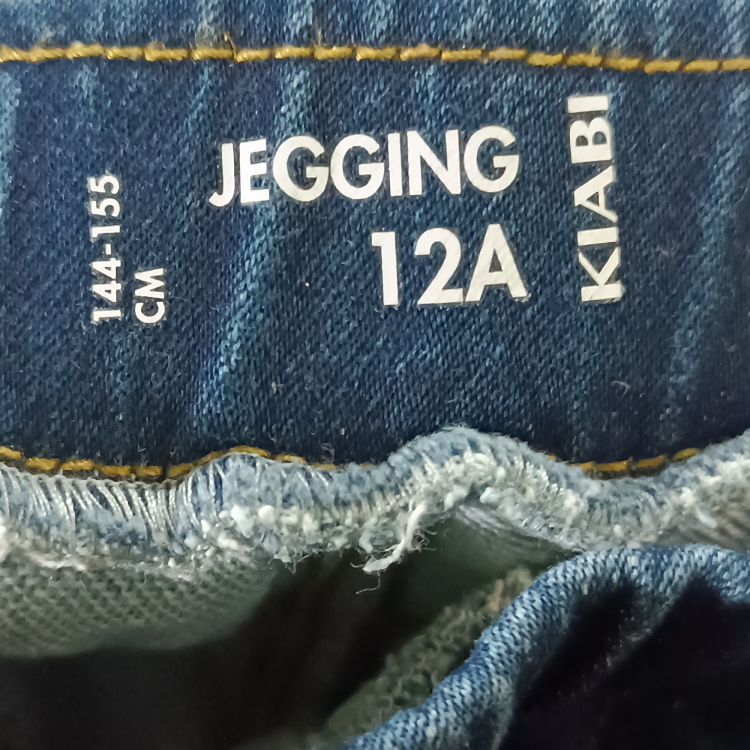 144-155
CM
JEGGING
12A
KIABI